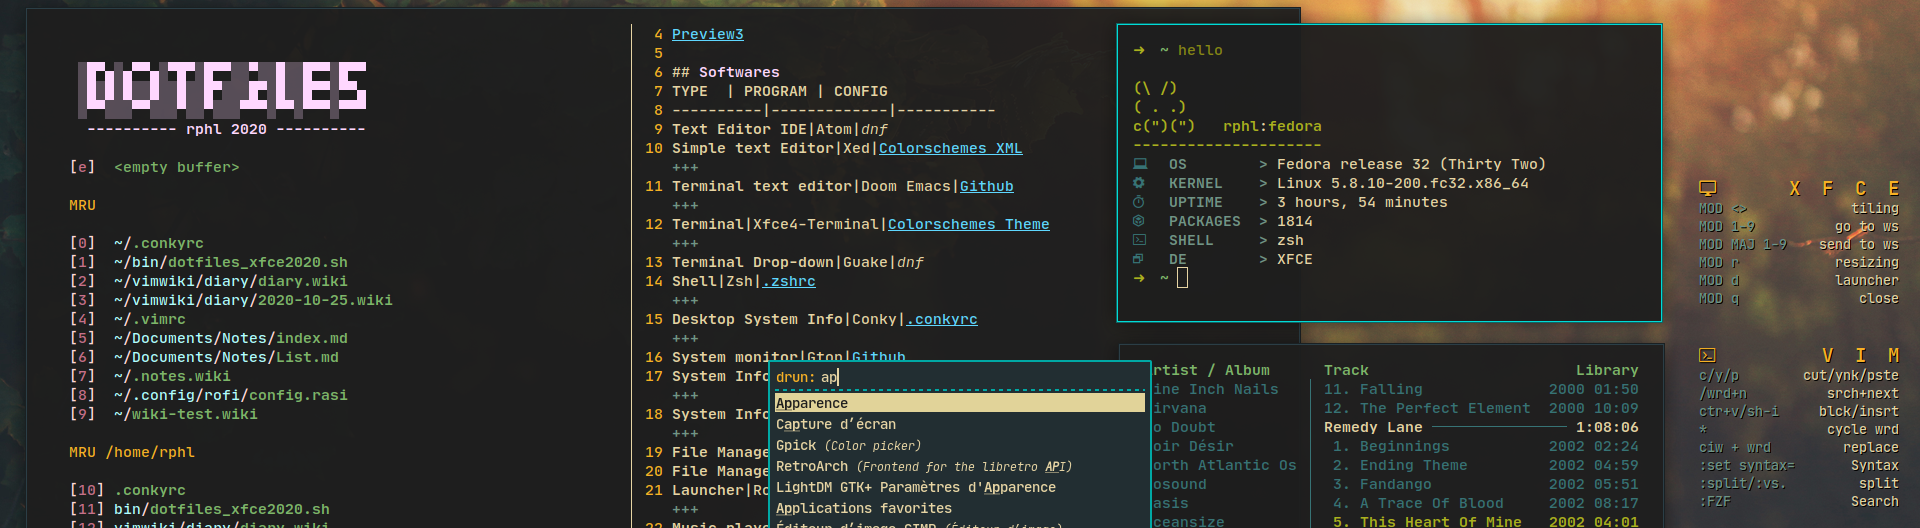 DOTFiLES
---------- rphl 2020 ----------
[e]  <empty buffer>
MRU
[0]  ~/.conkyrc
[1]  ~/bin/dotfiles_xfce2020.sh
[2]  ~/vimwiki/diary/diary.wiki
[3]  ~/vimwiki/diary/2020-10-25.wiki
[4]  ~/.vimrc
[5]  ~/Documents/Notes/index.md
[6]  ~/Documents/Notes/List.md
[7]  ~/.notes.wiki
[8]  ~/.config/rofi/config.rasi
[9]  ~/wiki-test.wiki
MRU /home/rphl
[10] .conkyrc
[11] bin/dotfiles_xfce2020.sh
[12] vimwiki/diary/diary.wiki
4 Preview3
5
6 ## Softwares
7 TYPE  | PROGRAM | CONFIG
8 ----------|--------------|-----------
9 Text Editor IDE|Atom|dnf
10 Simple text Editor|Xed|Colorschemes XML
+++
11 Terminal text editor|Doom Emacs|Github
+++
12 Terminal|Xfce4-Terminal|Colorschemes Theme
+++
13 Terminal Drop-down|Guake|dnf
14 Shell|Zsh|.zshrc
+++
15 Desktop System Info|Conky|.conkyrc
+++
16 System monitor|Gtop|Github
17 System Info
+++
18 System Info
+++
19 File Manage
20 File Manage
21 Launcher|Ro
+++
22 Music playe
drun: ap
Apparence
Capture d'écran
Gpick (Color picker)
RetroArch (Frontend for the libretro API)
LightDM GTK+ Paramètres d'Apparence
Applications favorites
Éditeur d'image GIMP (Éditeur d'image)
➜ ~ hello
(\ /)
( . .)
c(")(")   rphl:fedora
---------------------
OS > Fedora release 32 (Thirty Two)
KERNEL > Linux 5.8.10-200.fc32.x86_64
UPTIME > 3 hours, 54 minutes
PACKAGES > 1814
SHELL > zsh
DE > XFCE
➜ ~
rtist / Album
ine Inch Nails
irvana
o Doubt
oir Désir
orth Atlantic Os
osound
asis
ceansize
Track Library
11. Falling 2000 01:50
12. The Perfect Element 2000 10:09
Remedy Lane 1:08:06
1. Beginnings 2002 02:24
2. Ending Theme 2002 04:59
3. Fandango 2002 05:51
4. A Trace Of Blood 2002 08:17
5. This Heart Of Mine 2002 04:01
X F C E
MOD <> tiling
MOD 1-9 go to ws
MOD MAJ 1-9 send to ws
MOD r resizing
MOD d launcher
MOD q close
V I M
c/y/p cut/ynk/pste
/wrd+n srch+next
ctr+v/sh-i blck/insrt
* cycle wrd
ciw + wrd replace
:set syntax= Syntax
:split/:vs. split
:FZF Search